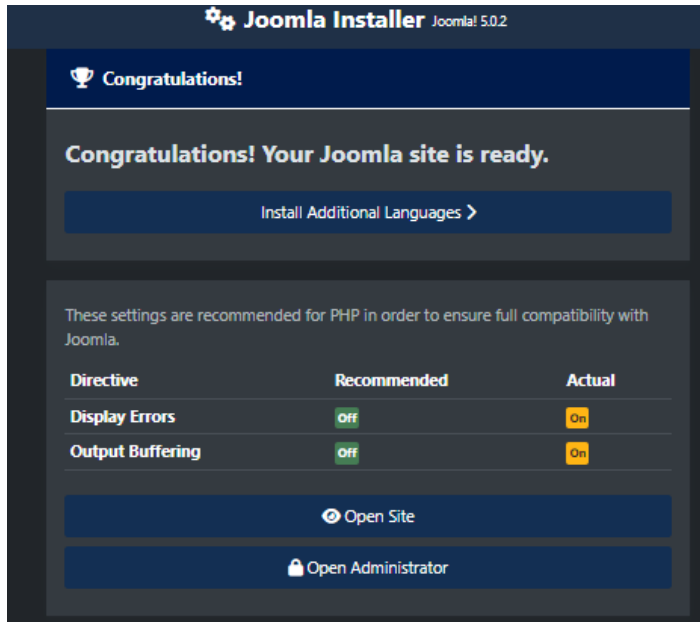 Joomla Installer Joomla! 5.0.2
Congratulations!
Congratulations! Your Joomla site is ready.
Install Additional Languages
These settings are recommended for PHP in order to ensure full compatibility with
Joomla.
Directive Recommended Actual
Display Errors Off On
Output Buffering Off On
Open Site
Open Administrator